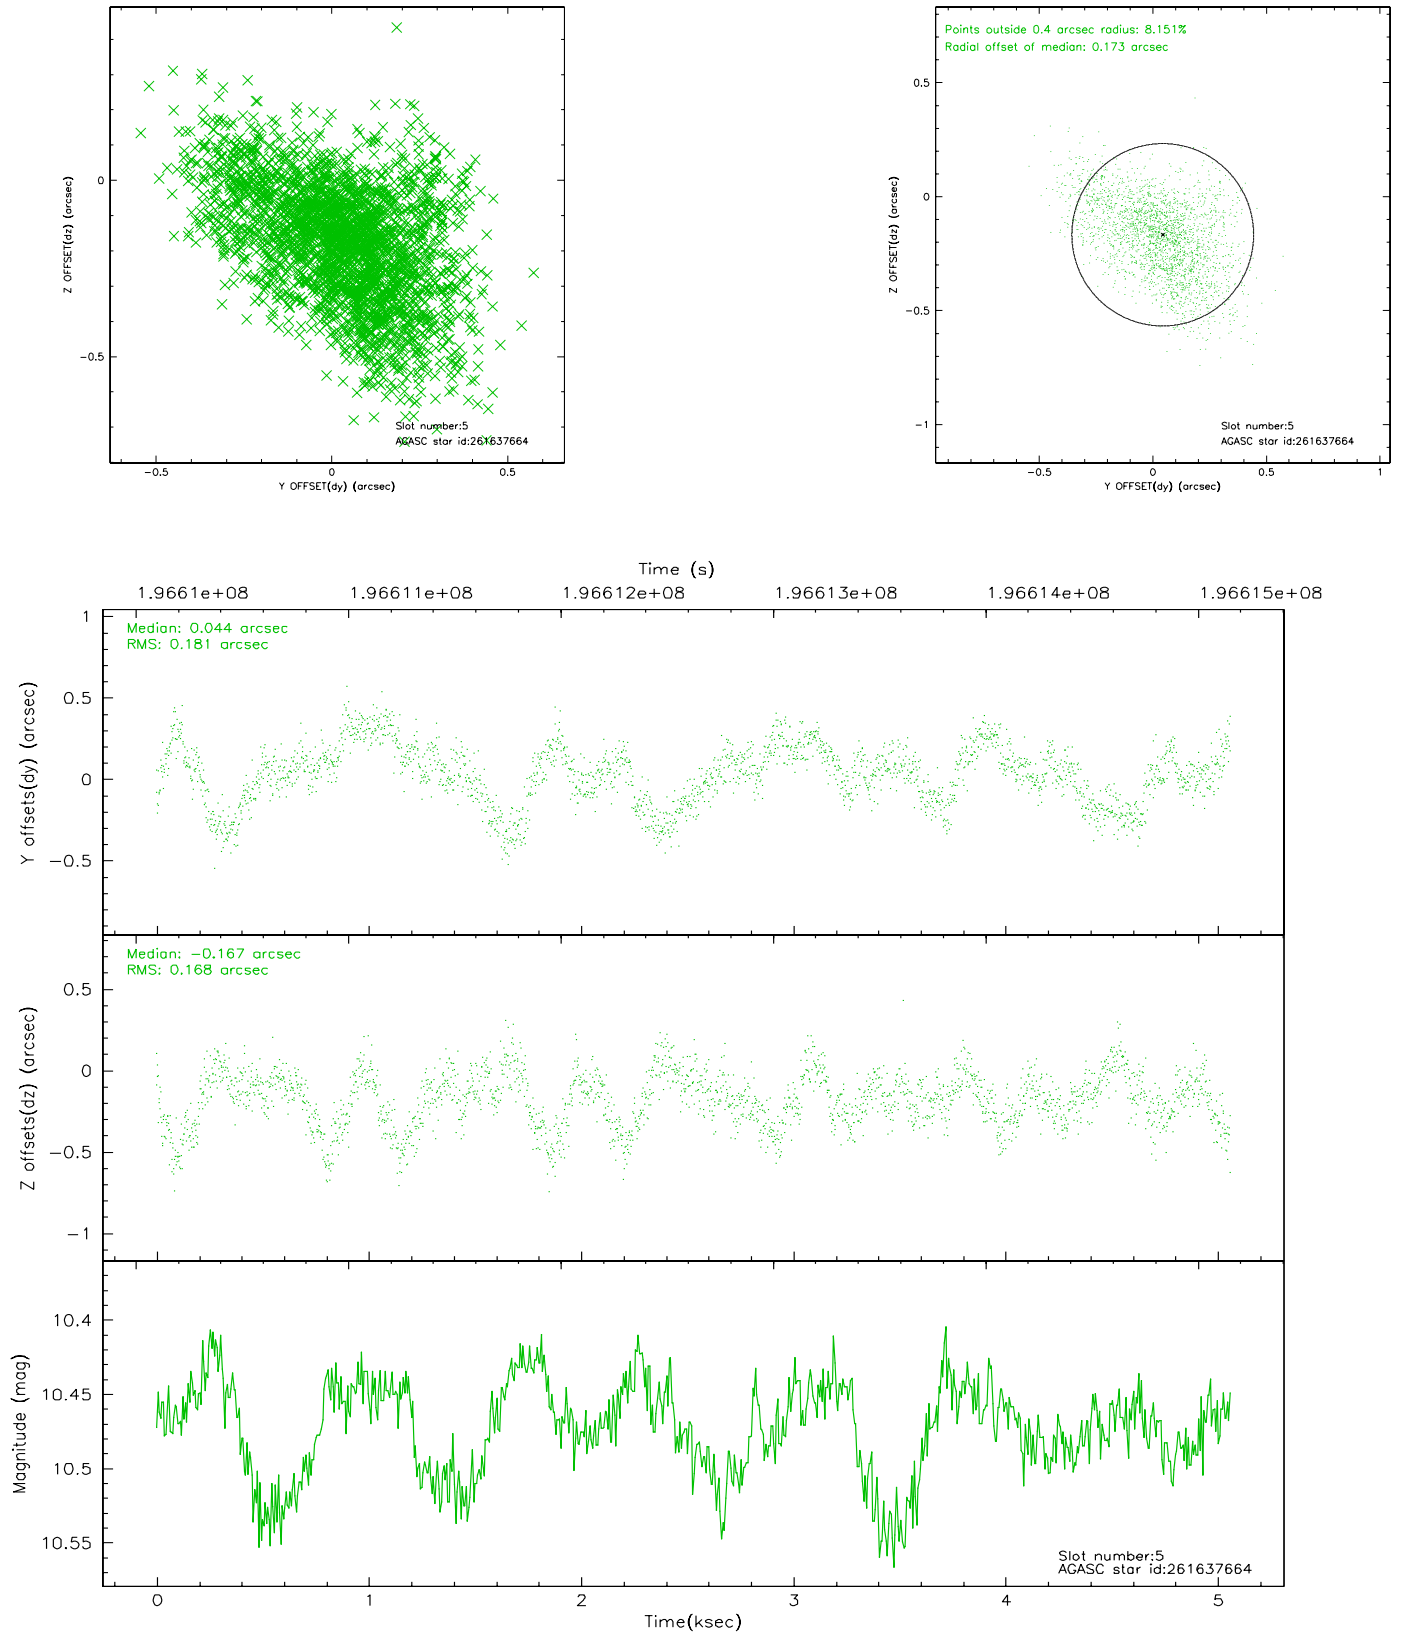 0
−0.5
−0.5
0
0.5
Z OFFSET(dz) (arcsec)
Y OFFSET(dy) (arcsec)
Slot number:5
AGASC star id:261637664
Points outside 0.4 arcsec radius: 8.151%
Radial offset of median: 0.173 arcsec
0.5
0
−0.5
−1
−0.5
0
0.5
1
Z OFFSET(dz) (arcsec)
Y OFFSET(dy) (arcsec)
Slot number:5
AGASC star id:261637664
Time (s)
1.9661e+08 1.96611e+08 1.96612e+08 1.96613e+08 1.96614e+08 1.96615e+08
Median: 0.044 arcsec
RMS: 0.181 arcsec
1
0.5
0
−0.5
Y offsets(dy) (arcsec)
Median: −0.167 arcsec
RMS: 0.168 arcsec
0.5
0
−0.5
−1
Z offsets(dz) (arcsec)
10.4
10.45
10.5
10.55
Magnitude (mag)
Slot number:5
AGASC star id:261637664
0 1 2 3 4 5
Time(ksec)